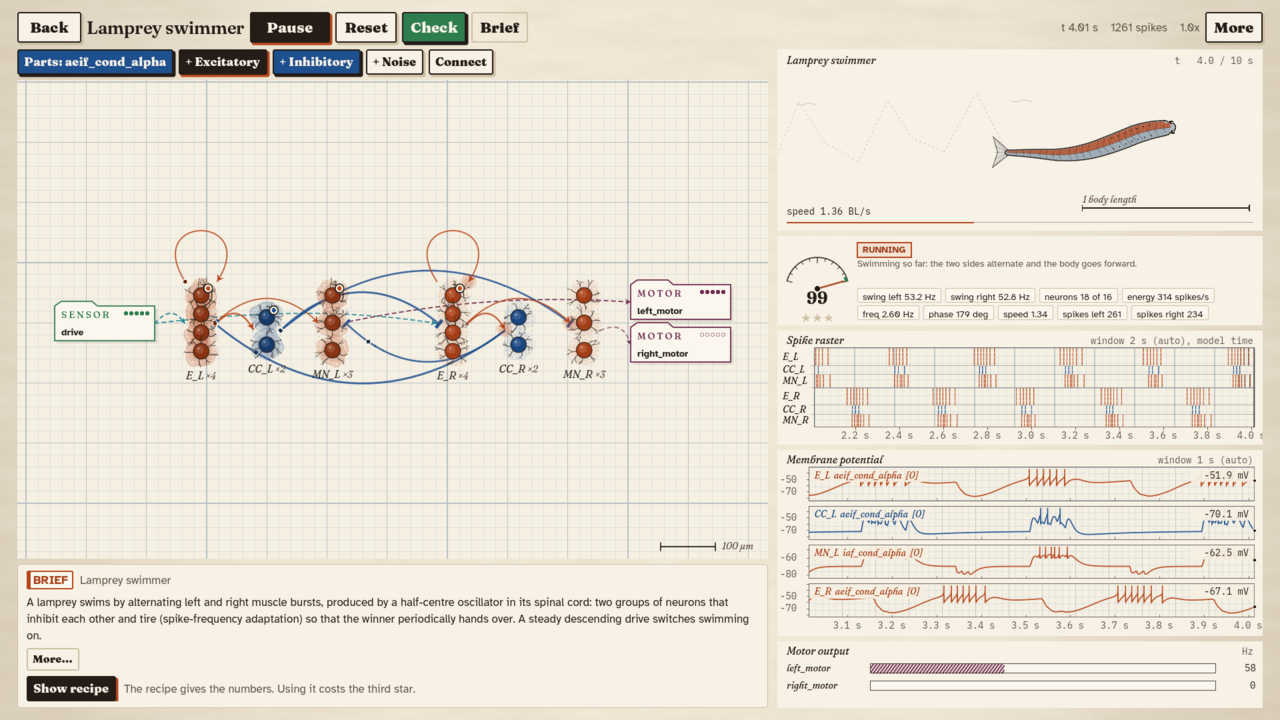 Back Lamprey swimmer Pause Reset Check Brief t 4.01 s 1261 spikes 1.0x More
Parts: aeif_cond_alpha + Excitatory + Inhibitory + Noise Connect
SENSOR
drive
E_L ×4
CC_L ×2
MN_L ×3
E_R ×4
CC_R ×2
MN_R ×3
MOTOR
left_motor
MOTOR
right_motor
100 µm
BRIEF Lamprey swimmer
A lamprey swims by alternating left and right muscle bursts, produced by a half-centre oscillator in its spinal cord: two groups of neurons that
inhibit each other and tire (spike-frequency adaptation) so that the winner periodically hands over. A steady descending drive switches swimming
on.
More...
Show recipe The recipe gives the numbers. Using it costs the third star.
Lamprey swimmer t 4.0 / 10 s
1 body length
speed 1.36 BL/s
RUNNING
Swimming so far: the two sides alternate and the body goes forward.
99
swing left 53.2 Hz swing right 52.8 Hz neurons 18 of 16 energy 314 spikes/s
freq 2.60 Hz phase 179 deg speed 1.34 spikes left 261 spikes right 234
Spike raster window 2 s (auto), model time
E_L
CC_L
MN_L
E_R
CC_R
MN_R
2.2 s 2.4 s 2.6 s 2.8 s 3.0 s 3.2 s 3.4 s 3.6 s 3.8 s 4.0 s
Membrane potential window 1 s (auto)
-50 E_L aeif_cond_alpha [0] -51.9 mV
-70
-50 CC_L aeif_cond_alpha [0] -70.1 mV
-70
-60 MN_L iaf_cond_alpha [0] -62.5 mV
-80
-50 E_R aeif_cond_alpha [0] -67.1 mV
-70
3.1 s 3.2 s 3.3 s 3.4 s 3.5 s 3.6 s 3.7 s 3.8 s 3.9 s 4.0 s
Motor output Hz
left_motor 58
right_motor 0